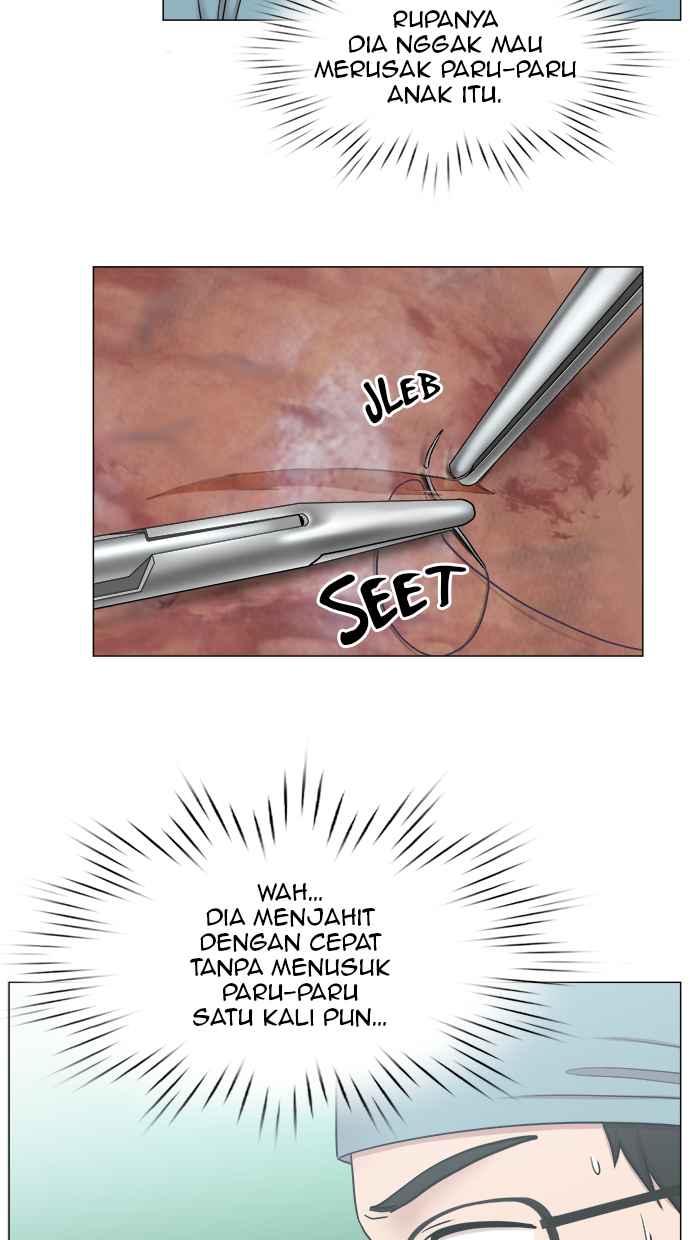 RUPANYA
DIA NGGAK MAU
MERUSAK PARU-PARU
ANAK ITU.
JLEB
SEET
WAH...
DIA MENJAHIT
DENGAN CEPAT
TANPA MENUSUK
PARU-PARU
SATU KALI PUN...